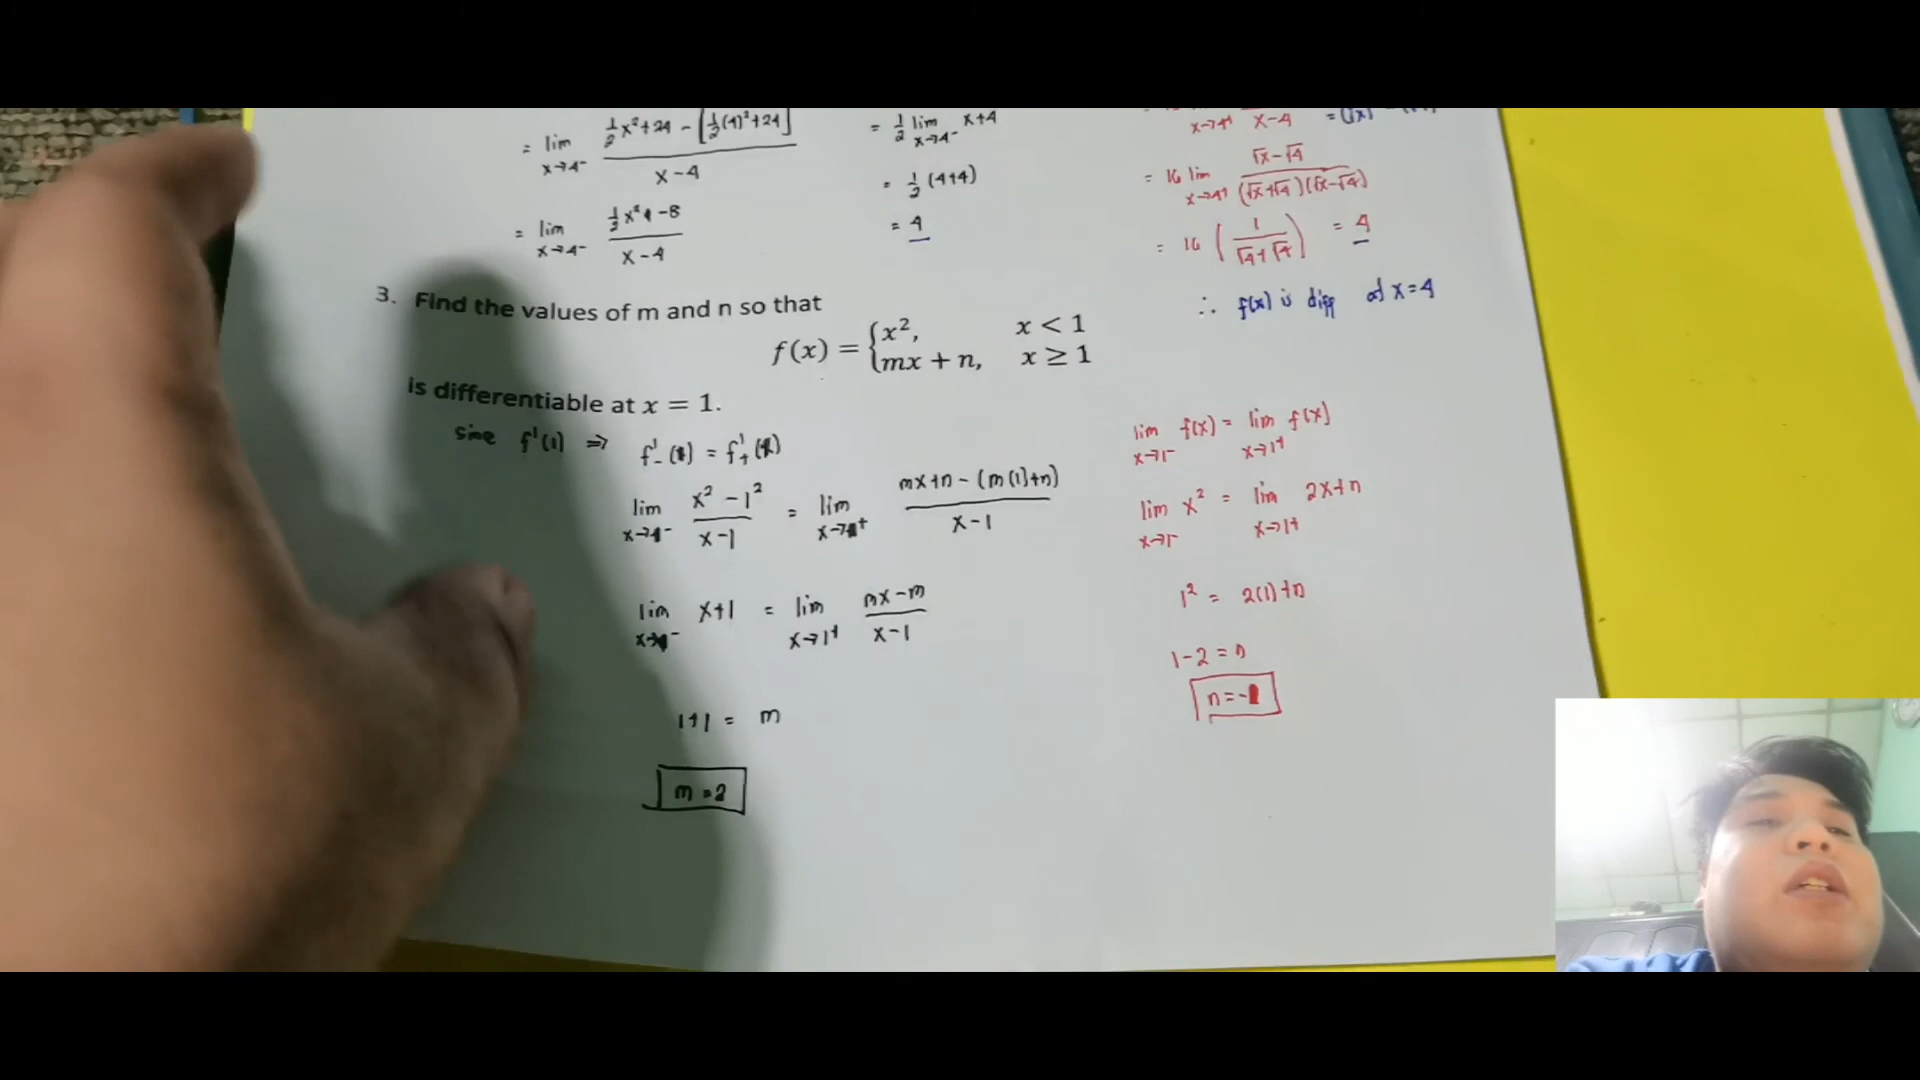 = lim x→4⁻ (½x²+24 − [½(4)²+24]) / (x−4)
= lim x→4⁻ (½x² −8) / (x−4)
= ½ lim x→4⁻ x+4
= ½ (4+4)
= 4
x→4⁺ x−4
= 16 lim x→4⁺ (√x−√4) / ((√x+√4)(√x−√4))
= 16 (1 / (√4+√4)) = 4
∴ f(x) is diff at x=4
3. Find the values of m and n so that
f(x) = { x², x < 1
mx + n, x ≥ 1
is differentiable at x = 1.
sine f'(1) ⇒ f'₋(1) = f'₊(1)
lim x→1⁻ (x² − 1²) / (x−1) = lim x→1⁺ (mx+n − (m(1)+n)) / (x−1)
lim x→1⁻ x+1 = lim x→1⁺ (mx−m) / (x−1)
1+1 = m
m = 2
lim x→1⁻ f(x) = lim x→1⁺ f(x)
lim x→1⁻ x² = lim x→1⁺ 2x+n
1² = 2(1)+n
1−2 = n
n = −1